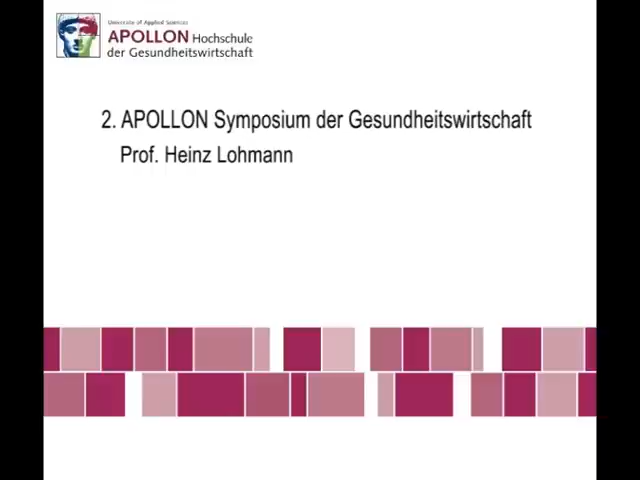 University of Applied Sciences
APOLLON Hochschule
der Gesundheitswirtschaft
2. APOLLON Symposium der Gesundheitswirtschaft
Prof. Heinz Lohmann